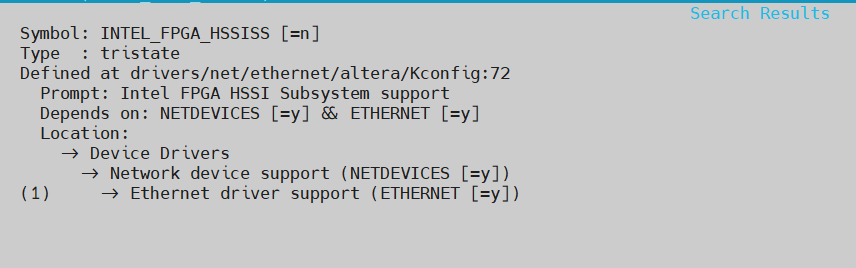 Search Results
Symbol: INTEL_FPGA_HSSISS [=n]
Type  : tristate
Defined at drivers/net/ethernet/altera/Kconfig:72
  Prompt: Intel FPGA HSSI Subsystem support
  Depends on: NETDEVICES [=y] && ETHERNET [=y]
  Location:
    -> Device Drivers
      -> Network device support (NETDEVICES [=y])
(1)     -> Ethernet driver support (ETHERNET [=y])